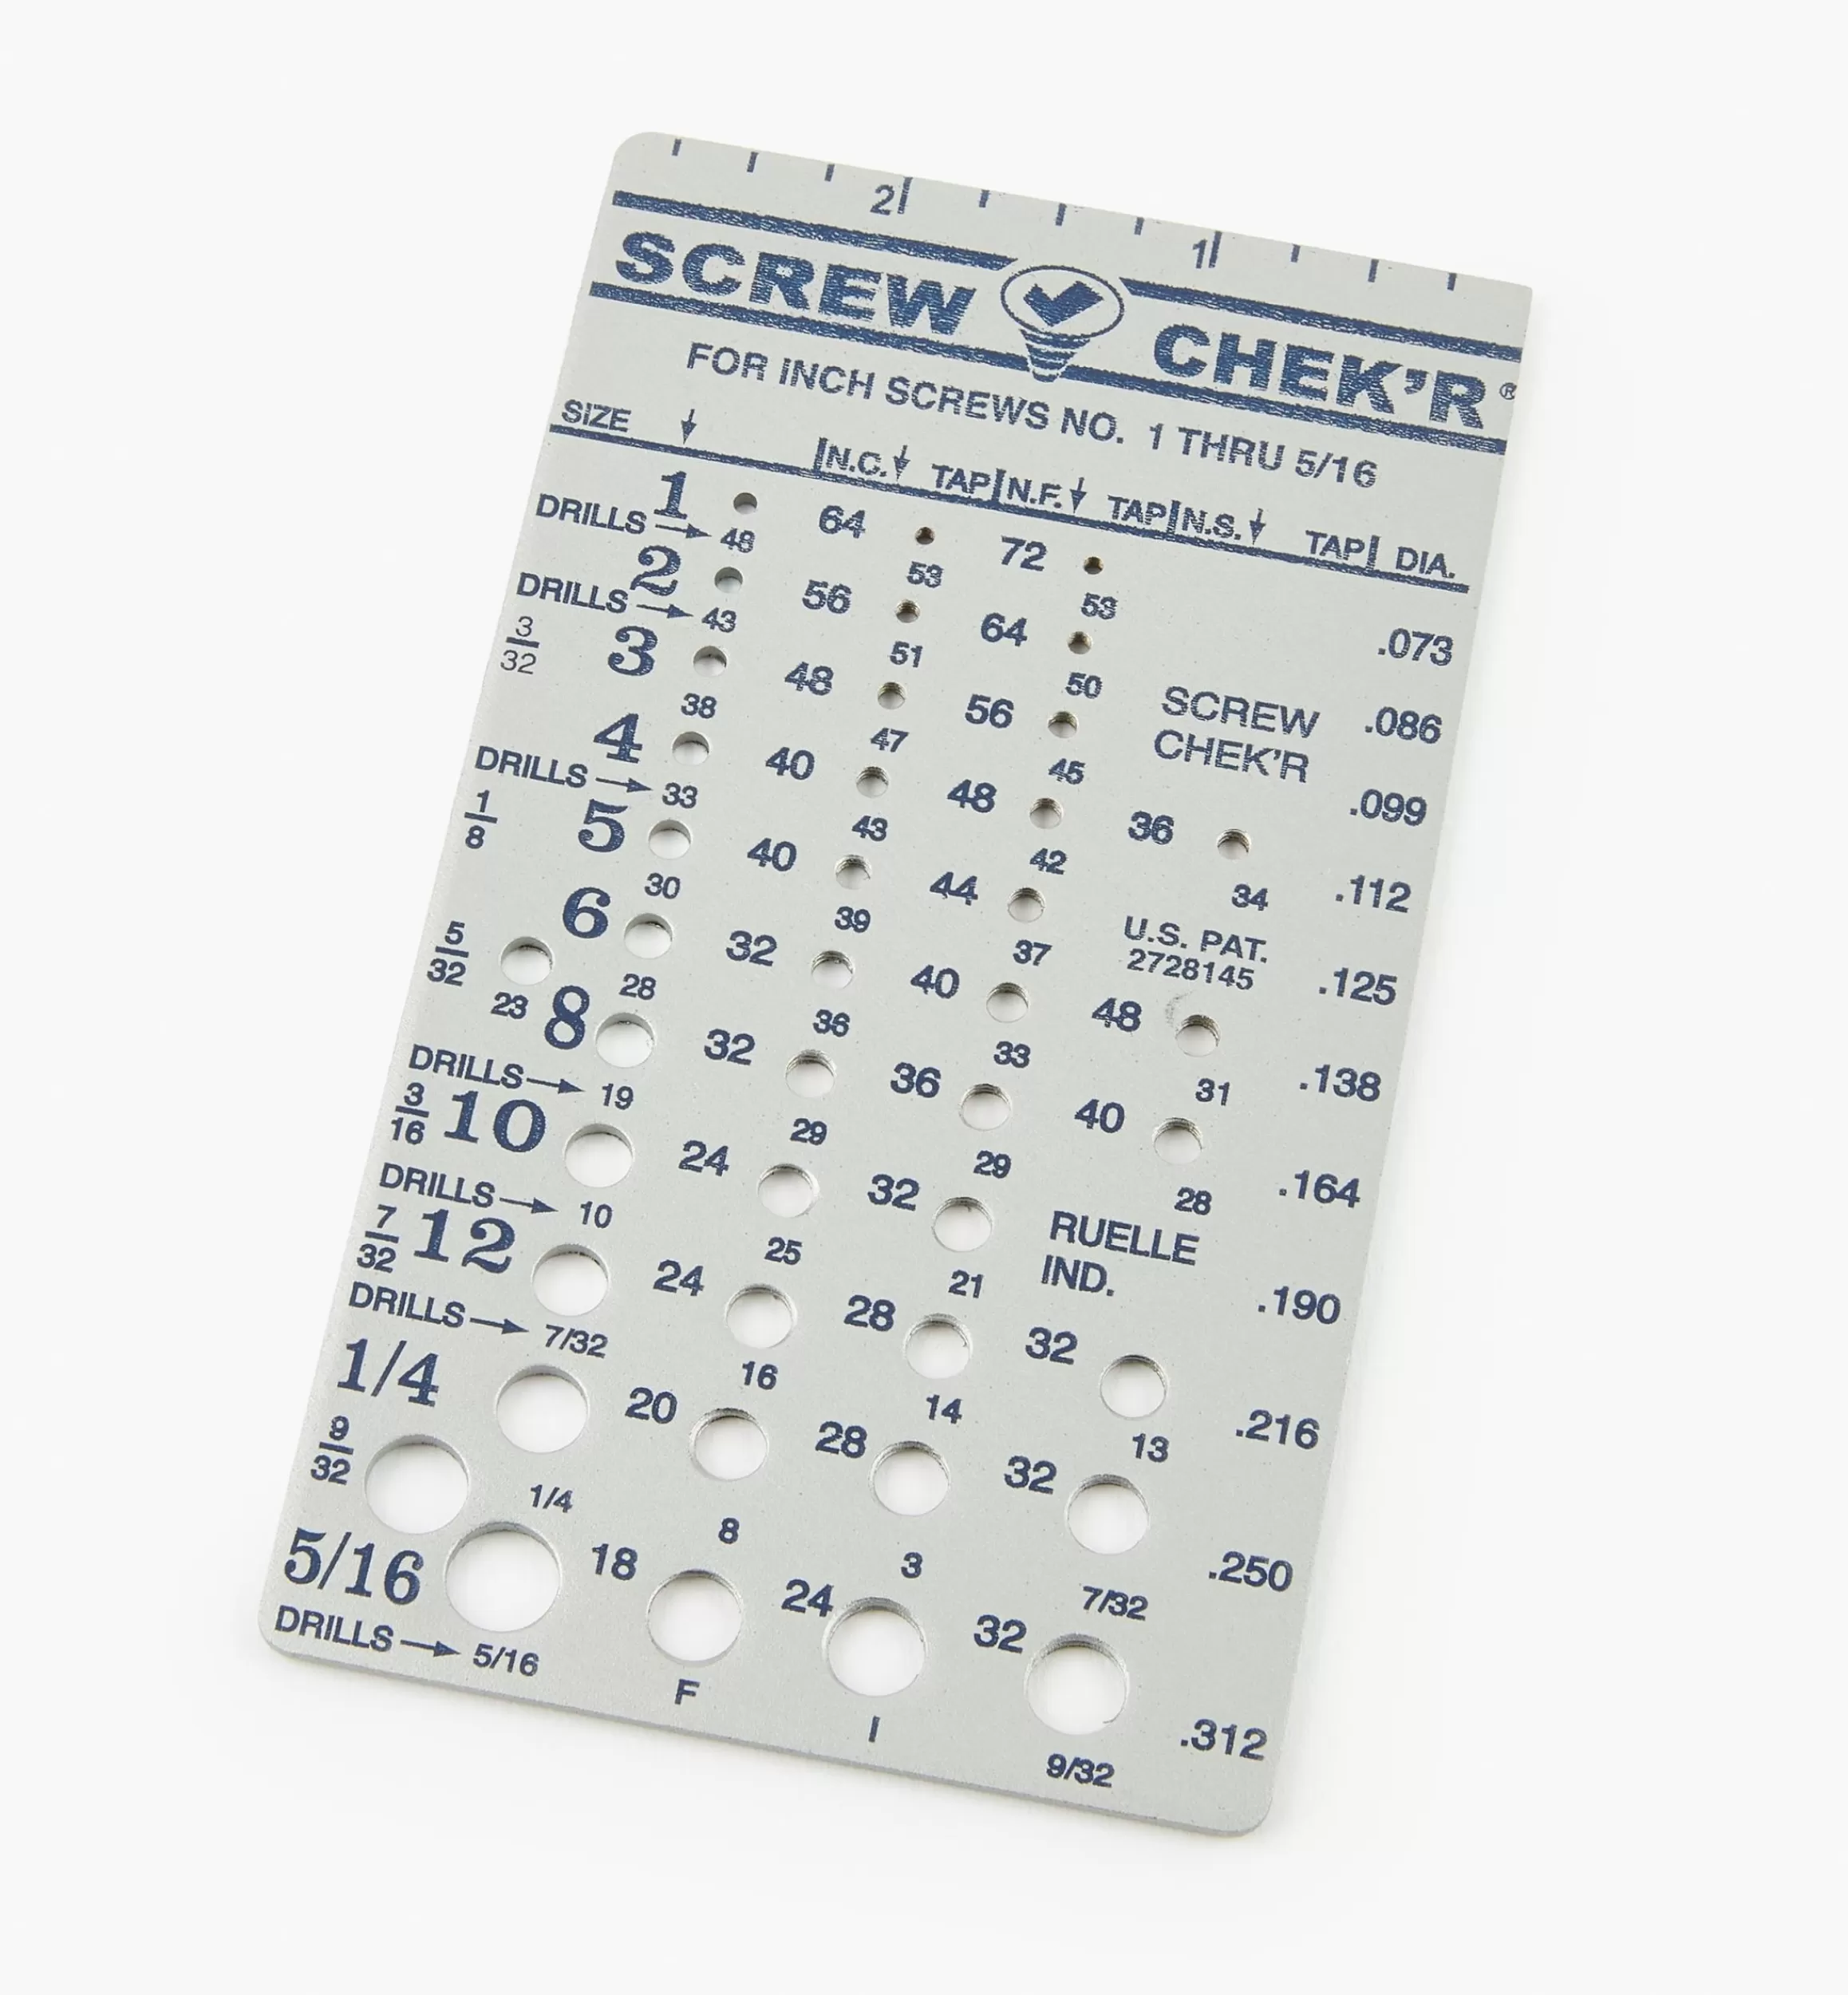 2 1
SCREW CHEK'R®
FOR INCH SCREWS NO. 1 THRU 5/16
SIZE N.C. TAP N.F. TAP N.S. TAP DIA.
1 64 72 .073
DRILLS 48 53 53
2 56 64 .086
DRILLS 43 51 50
3/32 3 48 56 SCREW CHEK'R .099
38 47 45
4 40 48 36 .112
DRILLS 33 43 42 34
1/8 5 40 44 U.S. PAT. 2728145 .125
30 39 37
6 32 40 48 .138
5/32 23 28 36 33 31
8 32 36 40 .164
DRILLS 19 29 29 28
3/16 10 24 32 RUELLE IND. .190
DRILLS 10 25 21
7/32 12 24 28 32 .216
DRILLS 7/32 16 14 13
1/4 20 28 32 .250
9/32 1/4 8 3 7/32
5/16 18 24 32 .312
DRILLS 5/16 F I 9/32